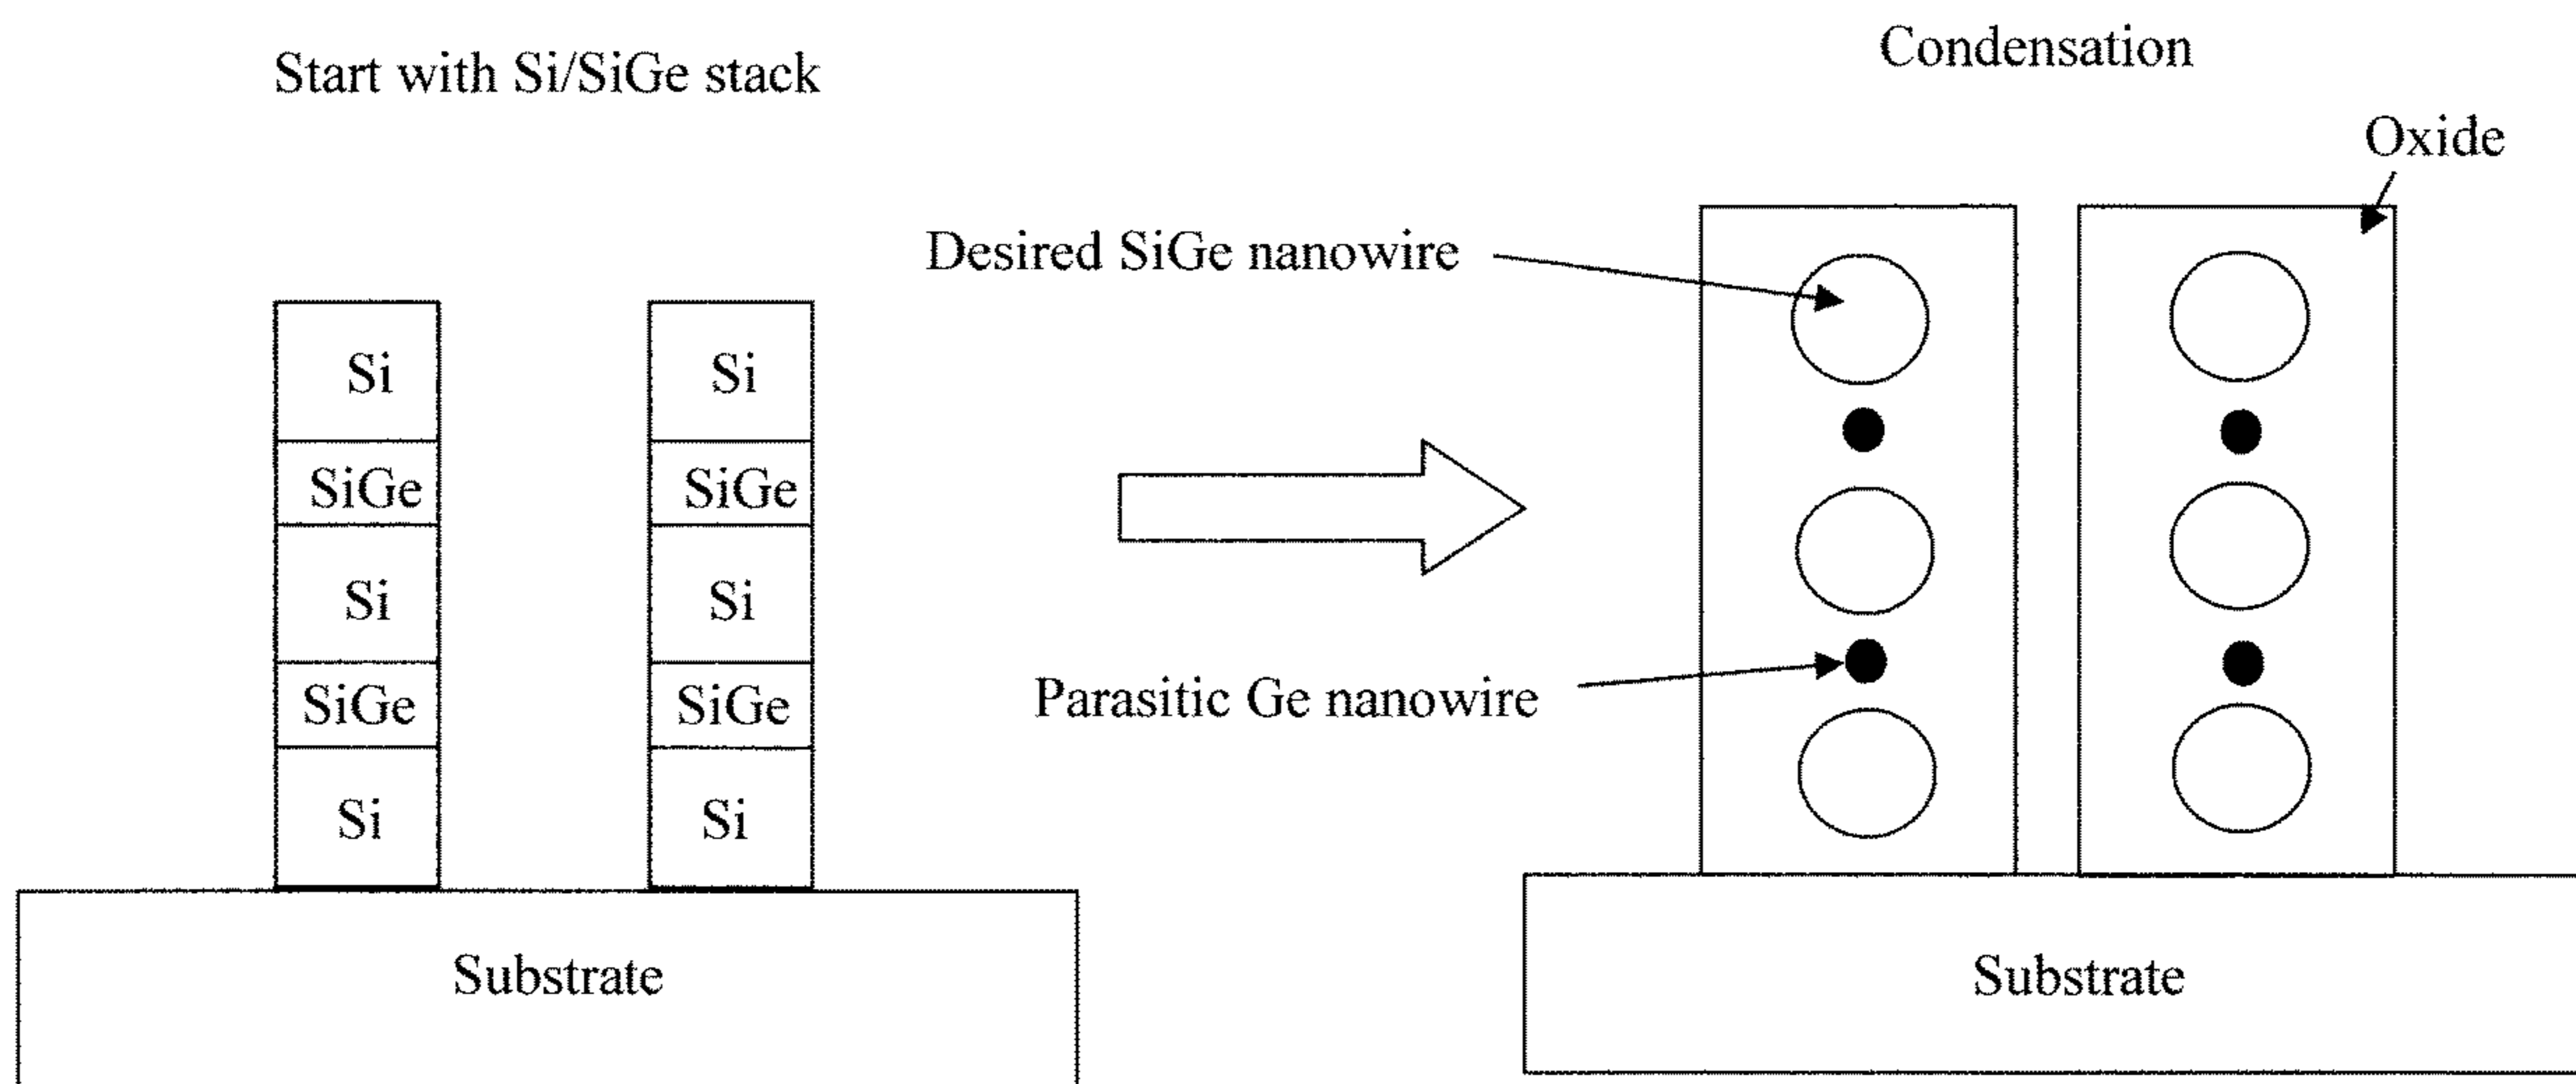 Start with Si/SiGe stack
Condensation
Oxide
Desired SiGe nanowire
Si
Si
SiGe
SiGe
Si
Si
Parasitic Ge nanowire
SiGe
SiGe
Si
Si
Substrate
Substrate